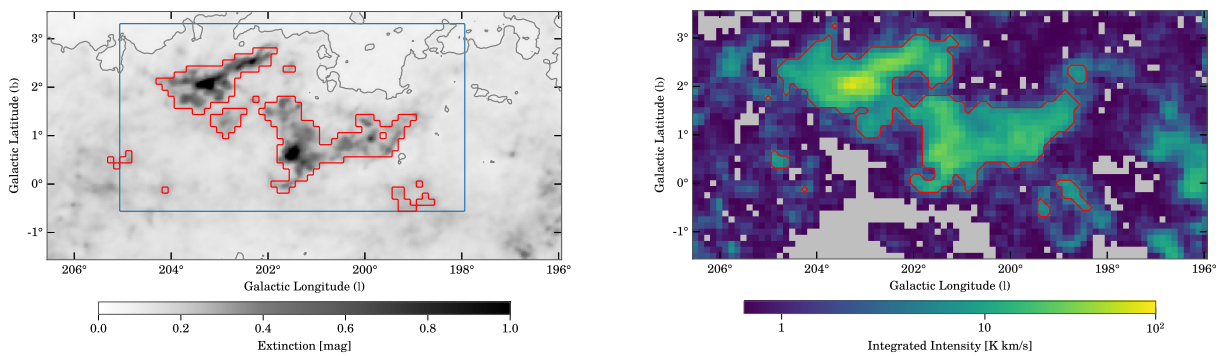 3°
2°
1°
0°
-1°
Galactic Latitude (b)
206° 204° 202° 200° 198° 196°
Galactic Longitude (l)
0.0 0.2 0.4 0.6 0.8 1.0
Extinction [mag]
3°
2°
1°
0°
-1°
Galactic Latitude (b)
206° 204° 202° 200° 198° 196°
Galactic Longitude (l)
1 10 10²
Integrated Intensity [K km/s]